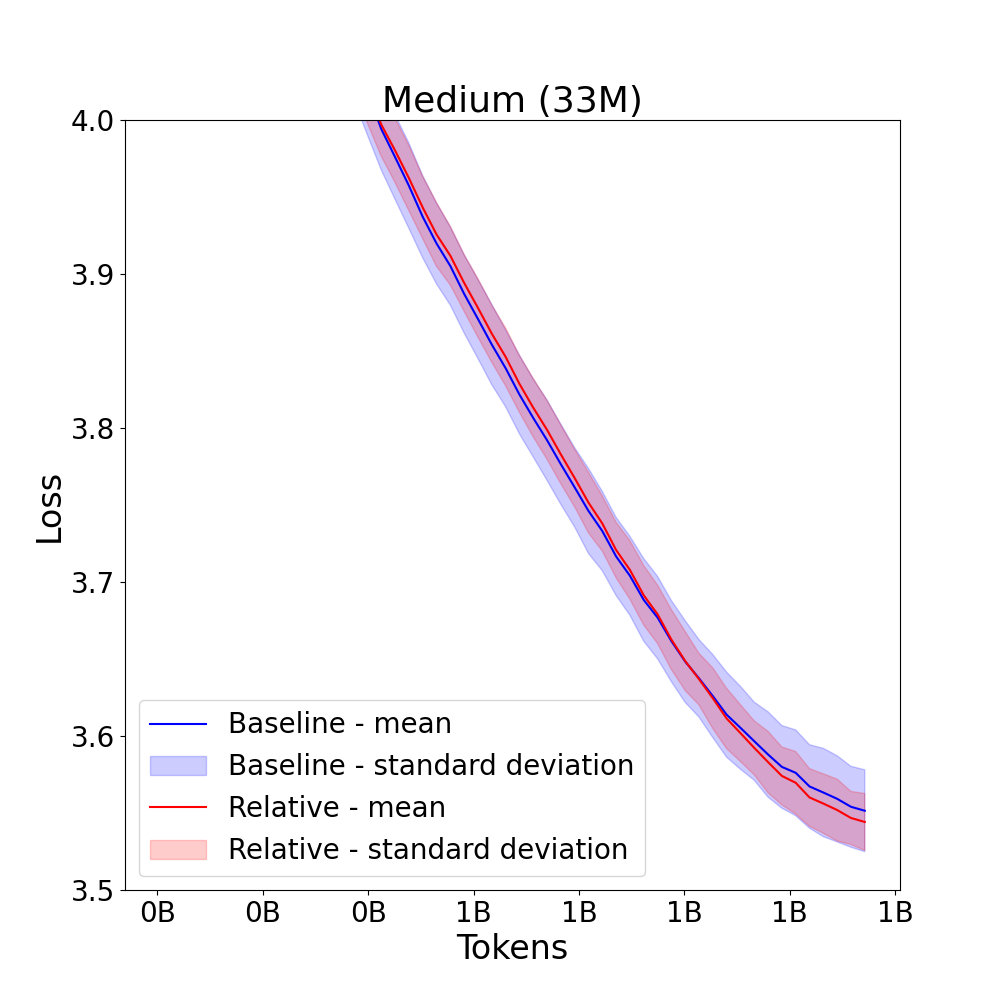 Medium (33M)
4.0
3.9
3.8
3.7
3.6
3.5
Loss
Baseline - mean
Baseline - standard deviation
Relative - mean
Relative - standard deviation
0B 0B 0B 1B 1B 1B 1B 1B
Tokens